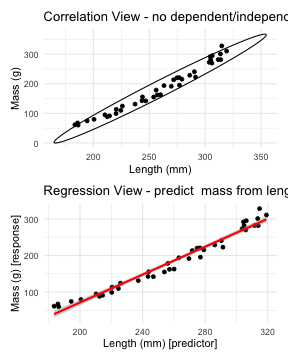 Correlation View - no dependent/independ
Mass (g)
300
200
100
0
200
250
300
350
Length (mm)
Regression View - predict  mass from leng
Mass (g) [response]
300
200
100
200
240
280
320
Length (mm) [predictor]